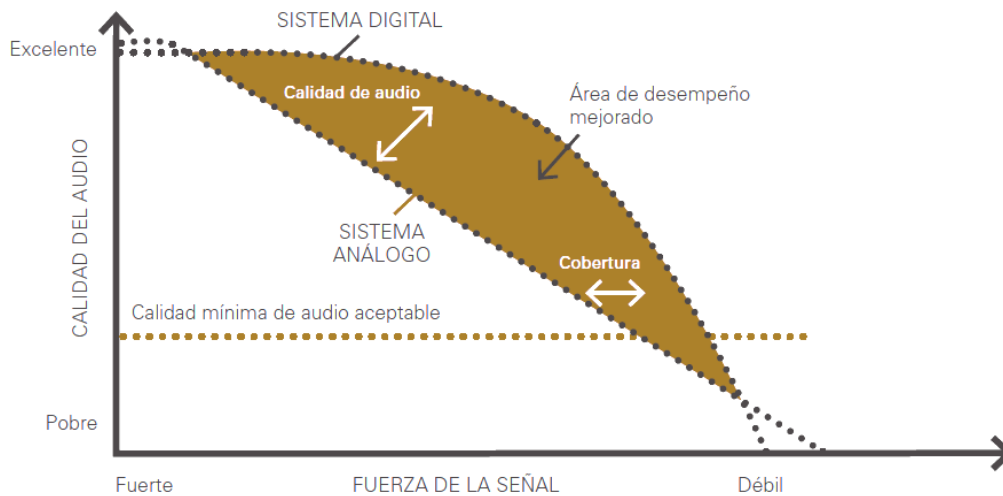 SISTEMA DIGITAL
Excelente
Calidad de audio
Área de desempeño
mejorado
CALIDAD DEL AUDIO
SISTEMA
ANÁLOGO
Cobertura
Calidad mínima de audio aceptable
Pobre
Fuerte
FUERZA DE LA SEÑAL
Débil